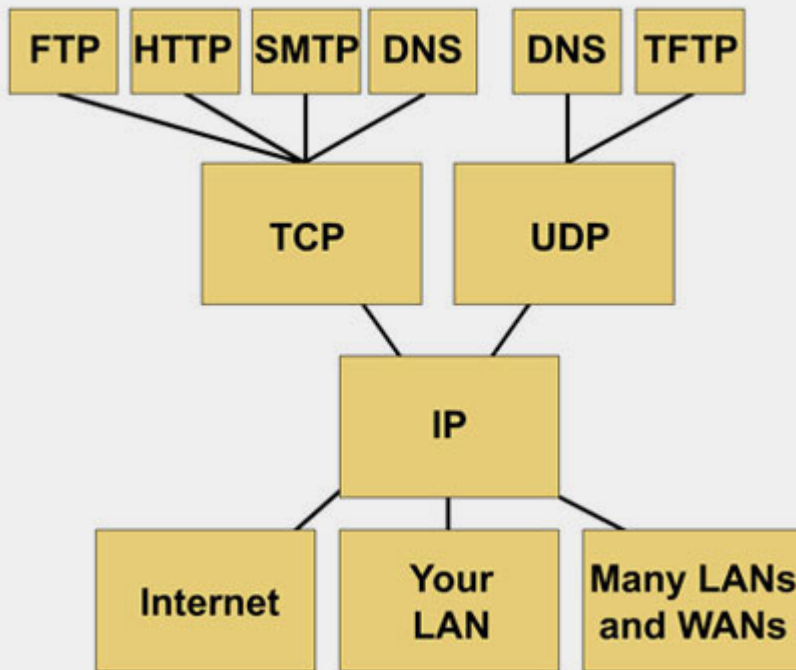 FTP
HTTP
SMTP
DNS
DNS
TFTP
TCP
UDP
IP
Internet
Your
LAN
Many LANs
and WANs